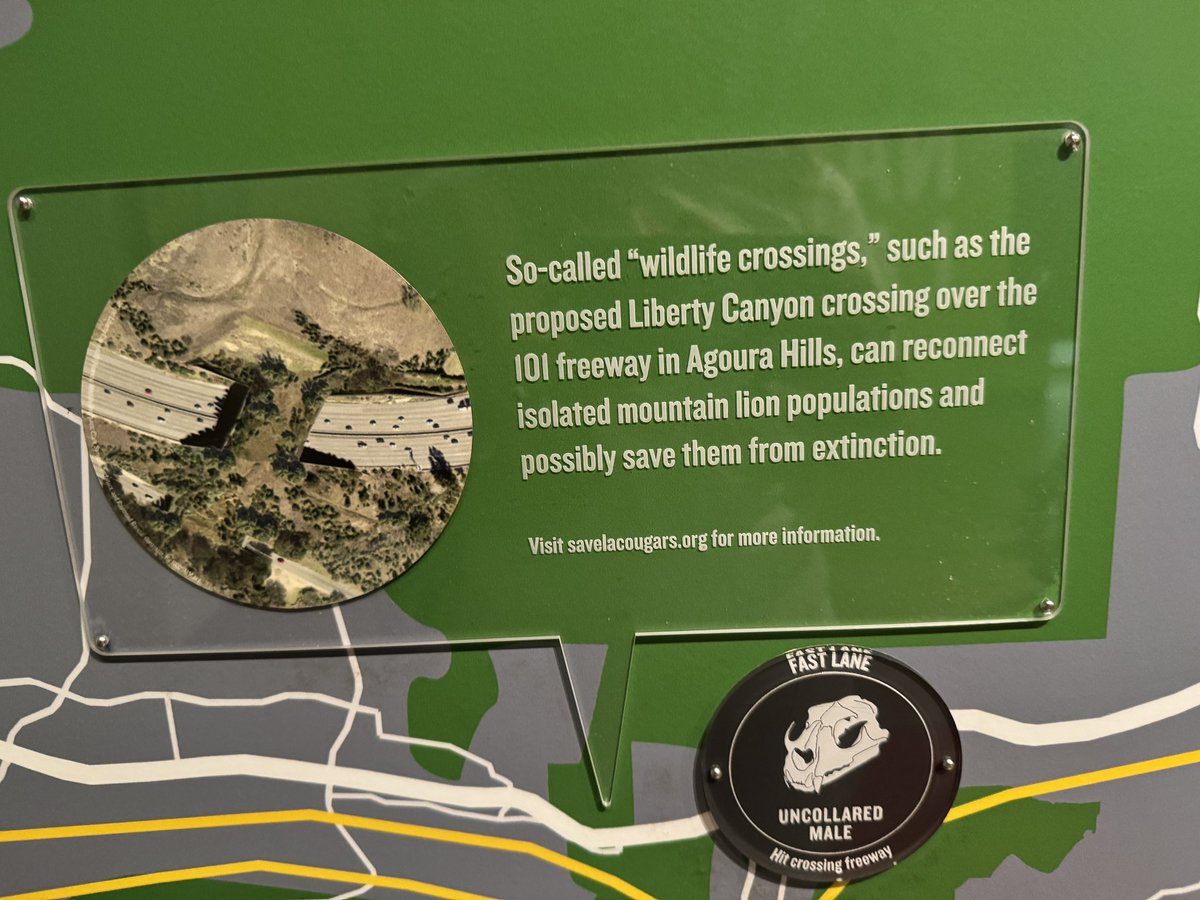 So-called “wildlife crossings,” such as the
proposed Liberty Canyon crossing over the
101 freeway in Agoura Hills, can reconnect
isolated mountain lion populations and
possibly save them from extinction.
Visit savelacougars.org for more information.
FAST LANE
UNCOLLARED
MALE
Hit crossing freeway